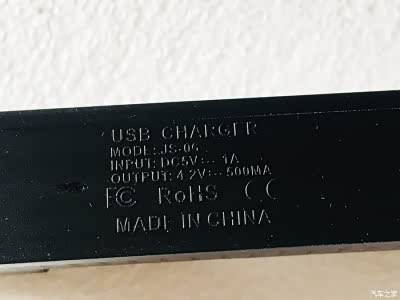 USB CHARGER
MODE:JS-06
INPUT:DC5V⎓1A
OUTPUT:4.2V⎓500MA
FC RoHS CE
MADE IN CHINA
汽车之家